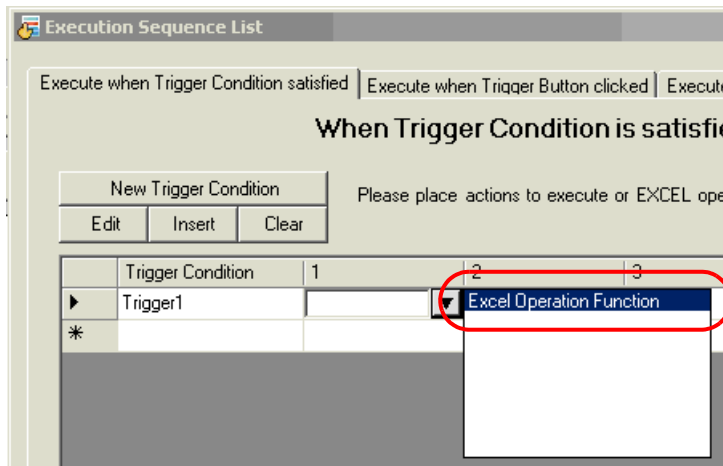 Execution Sequence List
Execute when Trigger Condition satisfied Execute when Trigger Button clicked
When Trigger Condition is
New Trigger Condition
Please place actions to execute or EXCEL
Edit Insert Clear
Trigger Condition 1 2 3
Trigger1 Excel Operation Function